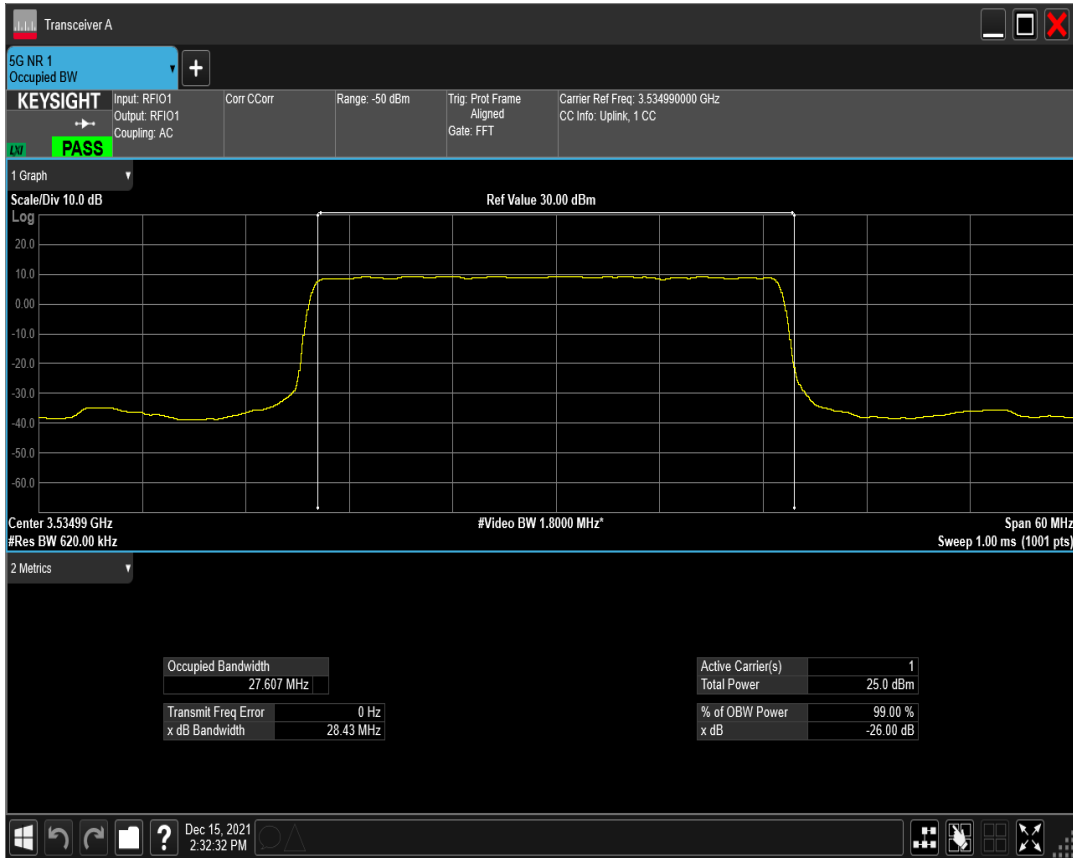 Transceiver A
5G NR 1
Occupied BW
KEYSIGHT
LXI
PASS
Input: RFIO1
Output: RFIO1
Coupling: AC
Corr CCorr
Range: -50 dBm
Trig: Prot Frame
Aligned
Gate: FFT
Carrier Ref Freq: 3.534990000 GHz
CC Info: Uplink, 1 CC
1 Graph
Scale/Div 10.0 dB
Ref Value 30.00 dBm
Log
20.0
10.0
0.00
-10.0
-20.0
-30.0
-40.0
-50.0
-60.0
Center 3.53499 GHz
#Video BW 1.8000 MHz*
Span 60 MHz
#Res BW 620.00 kHz
Sweep 1.00 ms (1001 pts)
2 Metrics
Occupied Bandwidth
27.607 MHz
Transmit Freq Error 0 Hz
x dB Bandwidth 28.43 MHz
Active Carrier(s) 1
Total Power 25.0 dBm
% of OBW Power 99.00 %
x dB -26.00 dB
?
Dec 15, 2021
2:32:32 PM